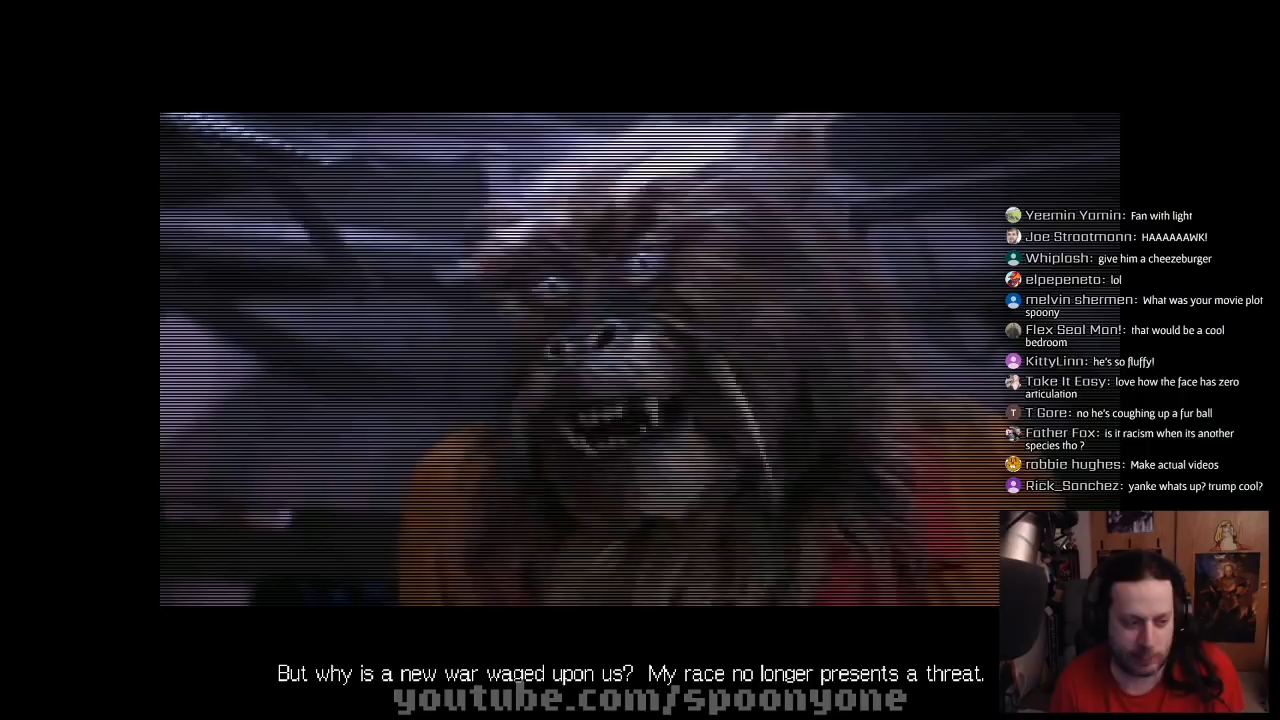 Yeemin Yomin: Fan with light
Joe Strootmann: HAAAAAAWK!
Whiplash: give him a cheezeburger
elpepeneto: lol
melvin shermen: What was your movie plot
spoony
Flex Seal Man!: that would be a cool
bedroom
KittyLinn: he's so fluffy!
Take It Easy: love how the face has zero
articulation
T Gore: no he's coughing up a fur ball
Father Fox: is it racism when its another
species tho ?
robbie hughes: Make actual videos
Rick_Sanchez: yanke whats up? trump cool?
But why is a new war waged upon us? My race no longer presents a threat.
youtube.com/spoonyone